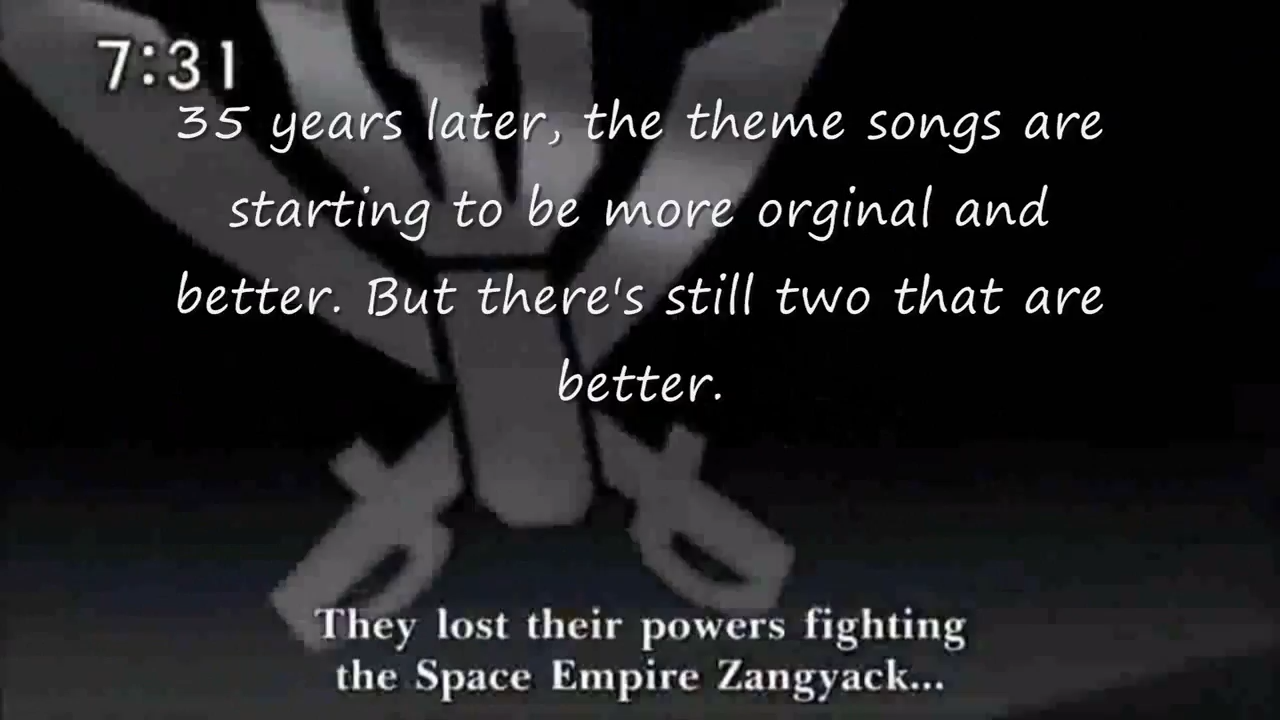 7:31
35 years later, the theme songs are
starting to be more orginal and
better. But there's still two that are
better.
They lost their powers fighting
the Space Empire Zangyack...